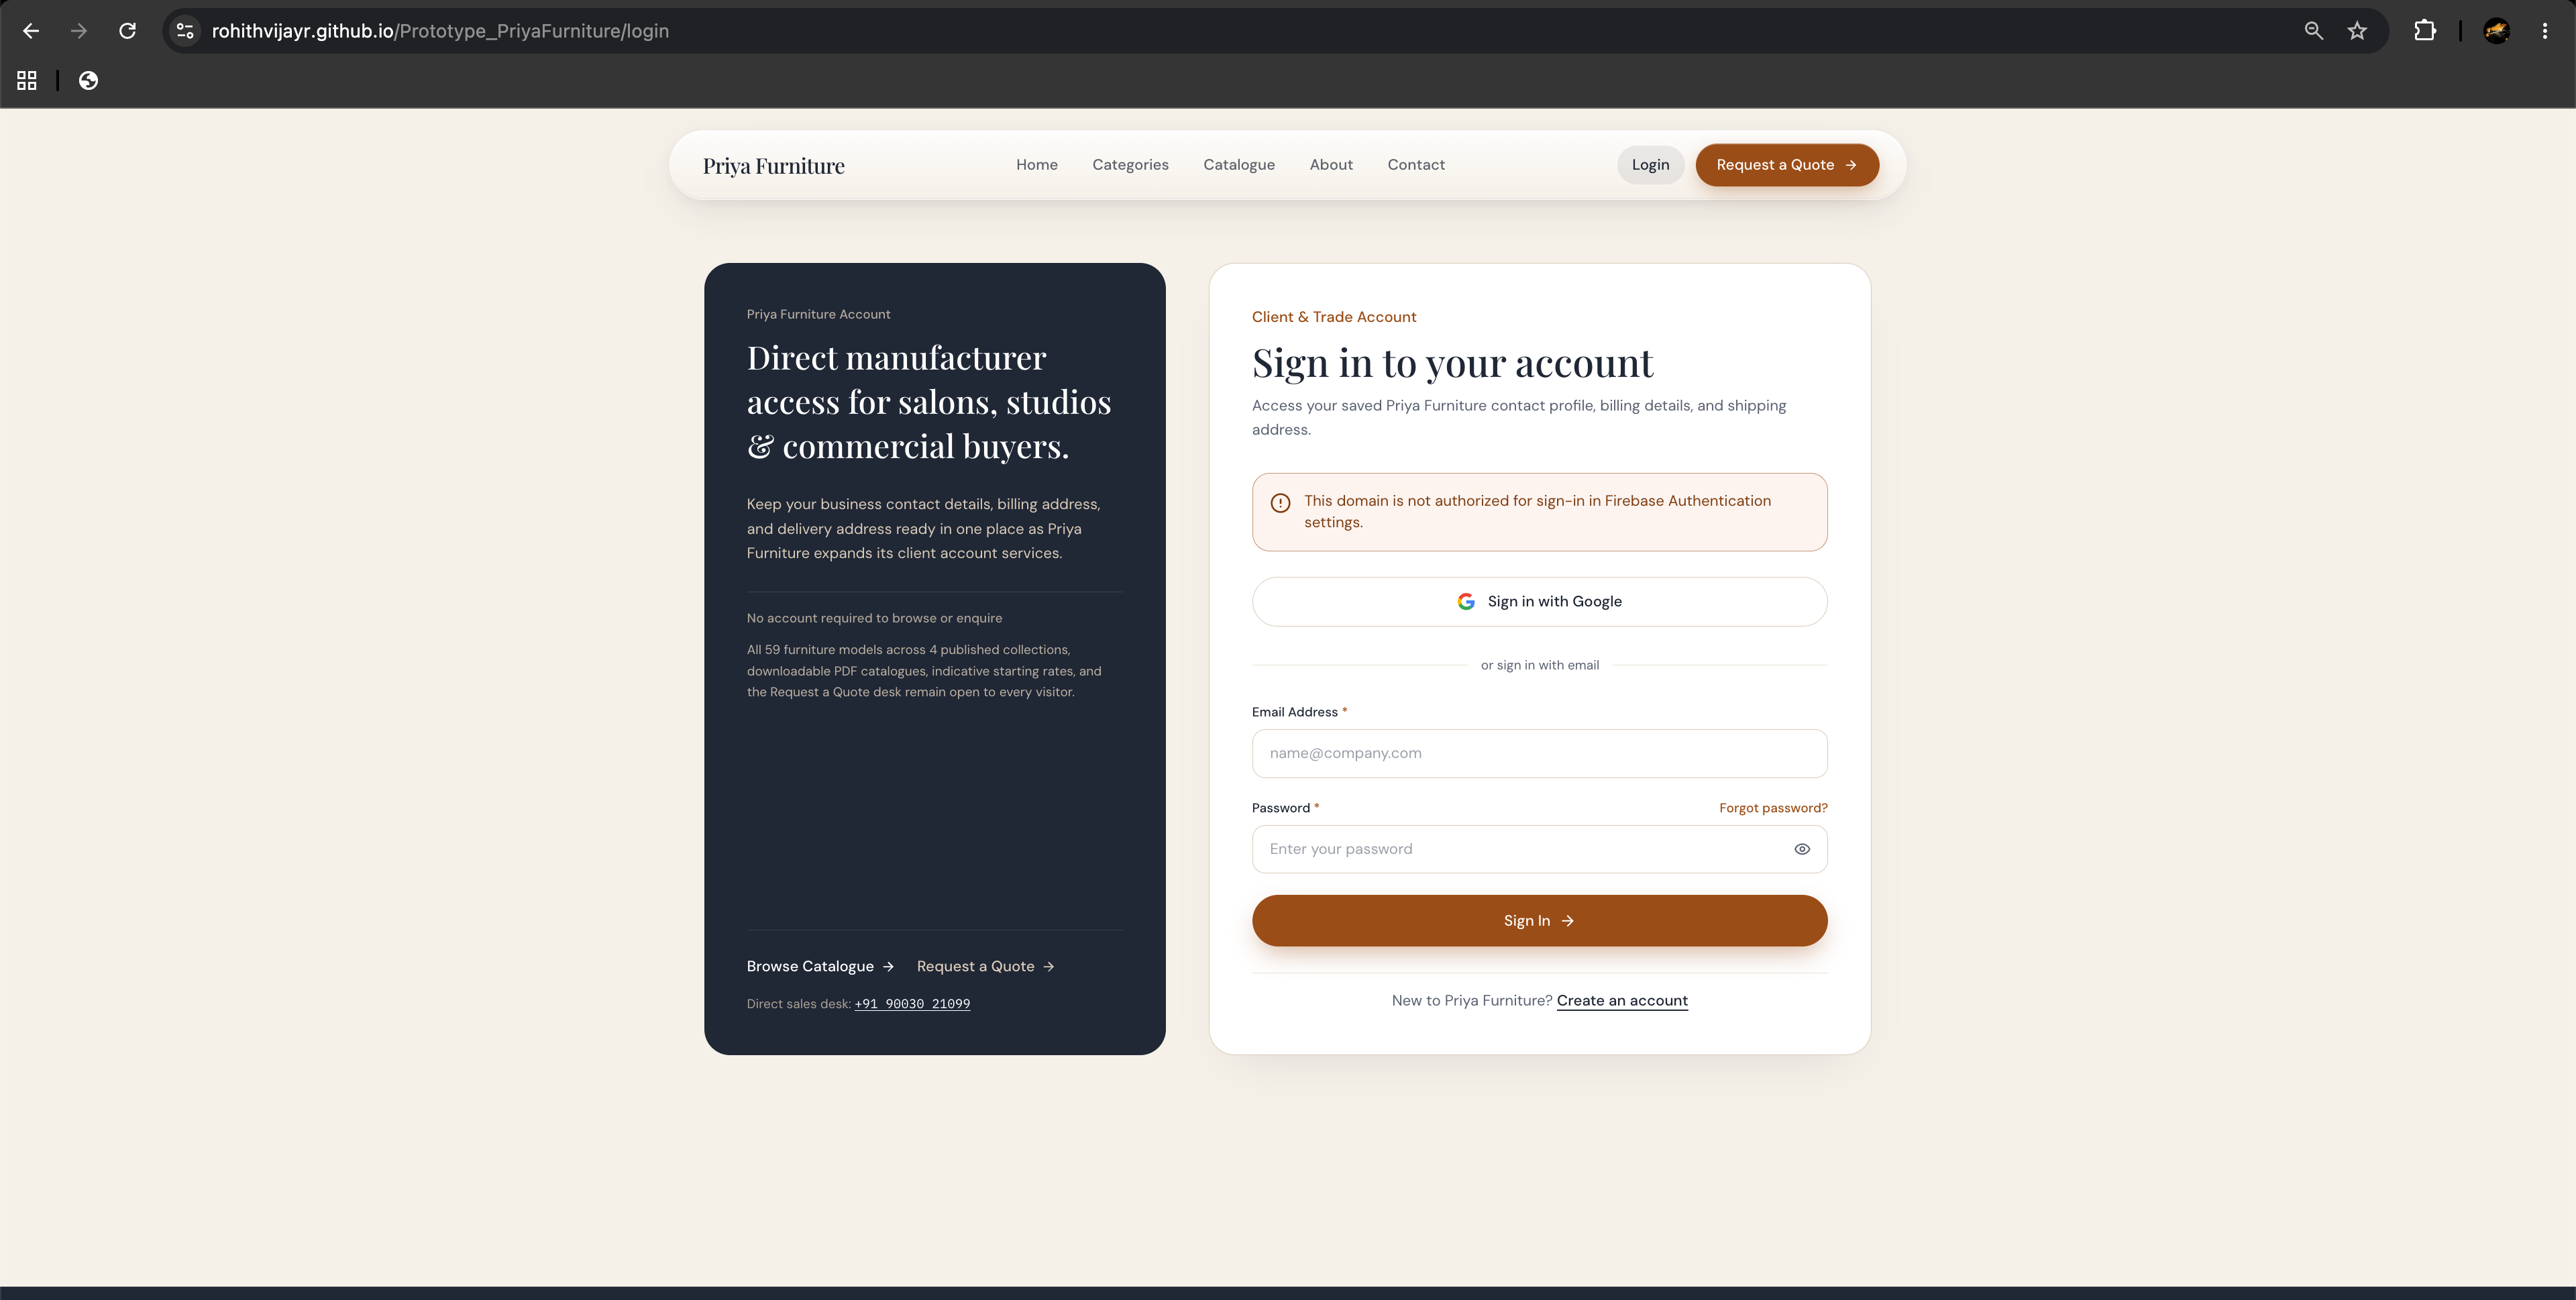 rohithvijayr.github.io/Prototype_PriyaFurniture/login
Priya Furniture
Home
Categories
Catalogue
About
Contact
Login
Request a Quote →
Priya Furniture Account
Direct manufacturer
access for salons, studios
& commercial buyers.
Keep your business contact details, billing address,
and delivery address ready in one place as Priya
Furniture expands its client account services.
No account required to browse or enquire
All 59 furniture models across 4 published collections,
downloadable PDF catalogues, indicative starting rates, and
the Request a Quote desk remain open to every visitor.
Browse Catalogue → Request a Quote →
Direct sales desk: +91 90030 21099
Client & Trade Account
Sign in to your account
Access your saved Priya Furniture contact profile, billing details, and shipping
address.
This domain is not authorized for sign-in in Firebase Authentication
settings.
Sign in with Google
or sign in with email
Email Address *
name@company.com
Password *
Forgot password?
Enter your password
Sign In →
New to Priya Furniture? Create an account